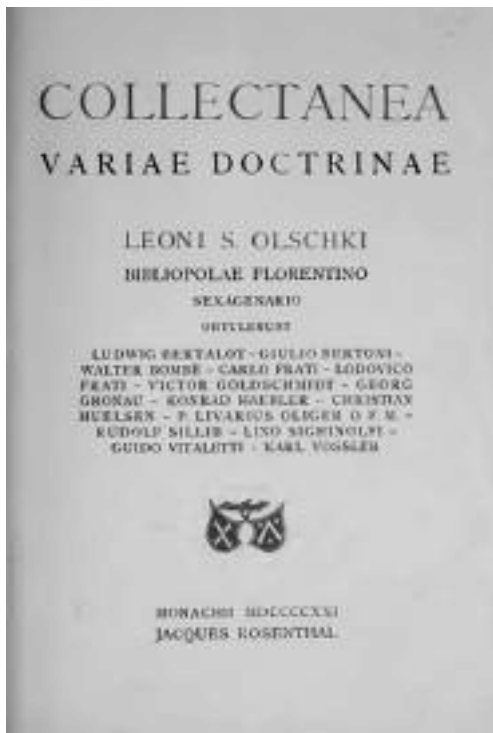 COLLECTANEA
VARIAE DOCTRINAE
LEONI S. OLSCHKI
BIBLIOPOLAE FLORENTINO
SEXAGENARIO
OBTULERUNT
LUDWIG BERTALOT - GIULIO BERTONI -
WALTER BOMBE - CARLO FRATI - LODOVICO
FRATI - VICTOR GOLDSCHMIDT - GEORG
GRONAU - KONRAD HAEBLER - CHRISTIAN
HUELSEN - P. LIVARIUS OLIGER O. F. M. -
RUDOLF SILLIB - LINO SIGHINOLFI -
GUIDO VITALETTI - KARL VOSSLER
MONACHII MDCCCCXXI
JACQUES ROSENTHAL